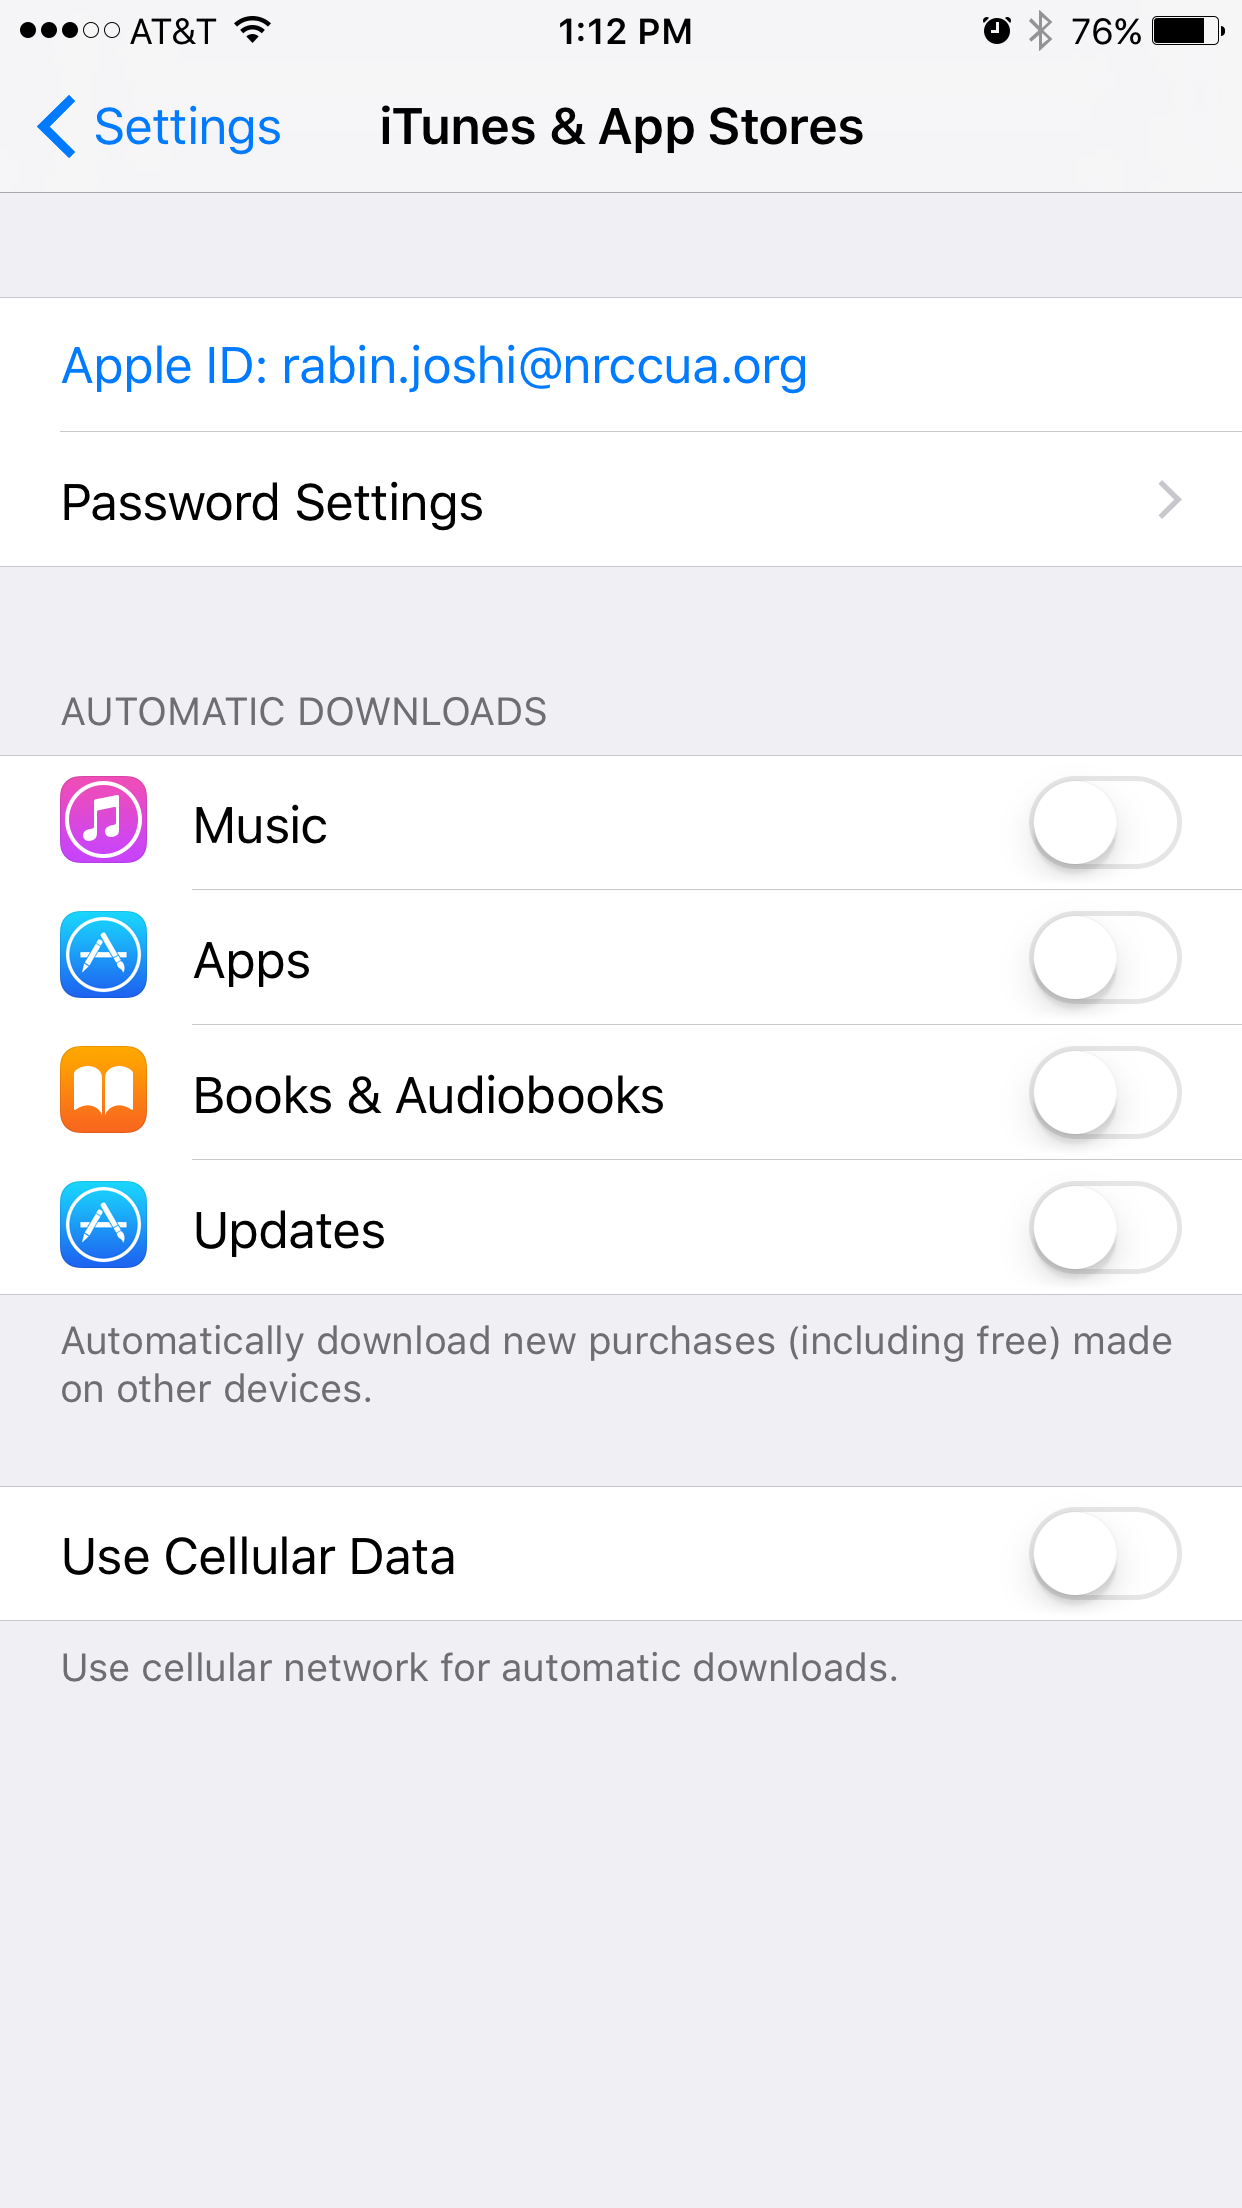 AT&T 1:12 PM 76%
Settings iTunes & App Stores
Apple ID: rabin.joshi@nrccua.org
Password Settings
AUTOMATIC DOWNLOADS
Music
Apps
Books & Audiobooks
Updates
Automatically download new purchases (including free) made
on other devices.
Use Cellular Data
Use cellular network for automatic downloads.